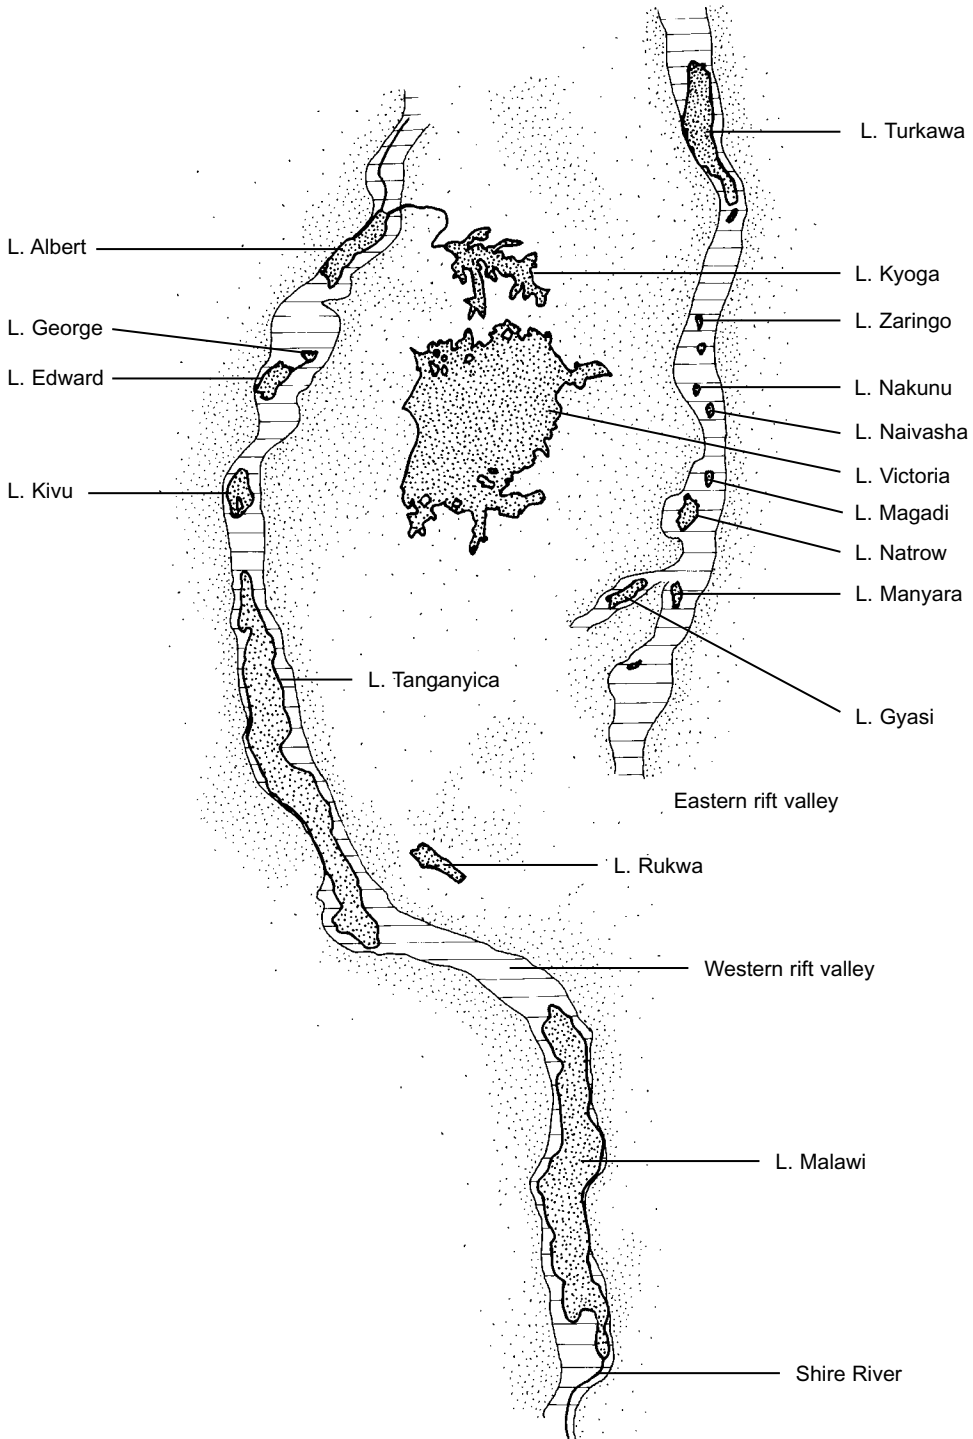 L. Turkawa
L. Albert
L. Kyoga
L. Zaringo
L. George
L. Edward
L. Nakunu
L. Naivasha
L. Victoria
L. Kivu
L. Magadi
L. Natrow
L. Manyara
L. Tanganyica
L. Gyasi
Eastern rift valley
L. Rukwa
Western rift valley
L. Malawi
Shire River